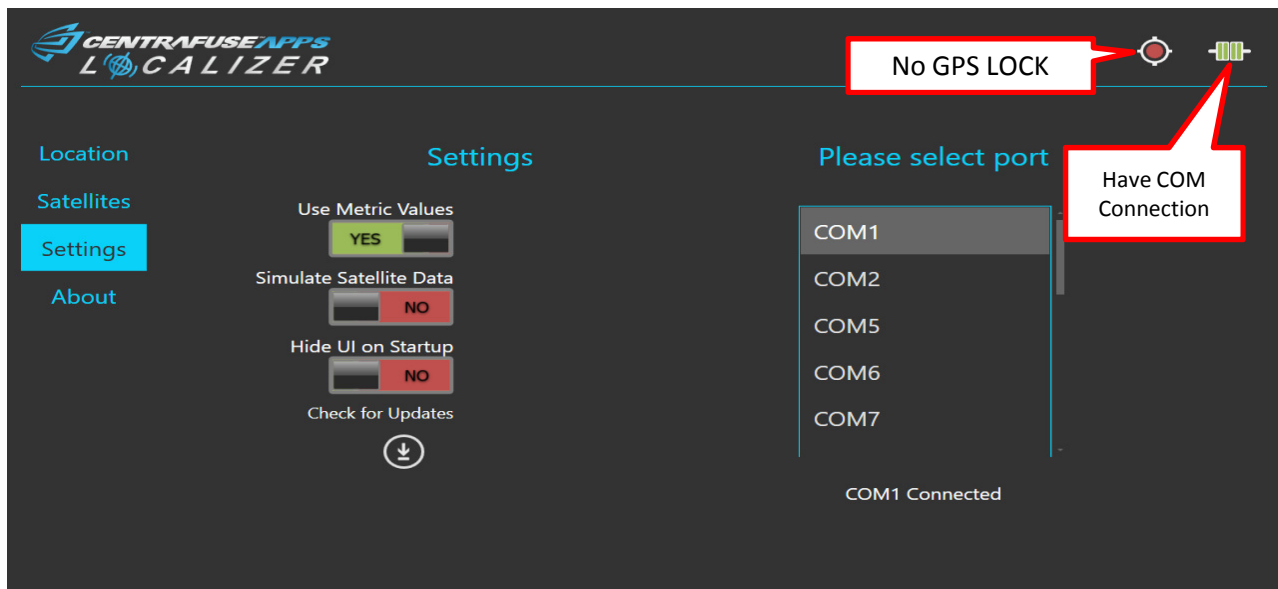 CENTRAFUSE APPS
LOCALIZER
No GPS LOCK
Have COM
Connection
Location
Satellites
Settings
About
Settings
Use Metric Values
YES
Simulate Satellite Data
NO
Hide UI on Startup
NO
Check for Updates
Please select port
COM1
COM2
COM5
COM6
COM7
COM1 Connected